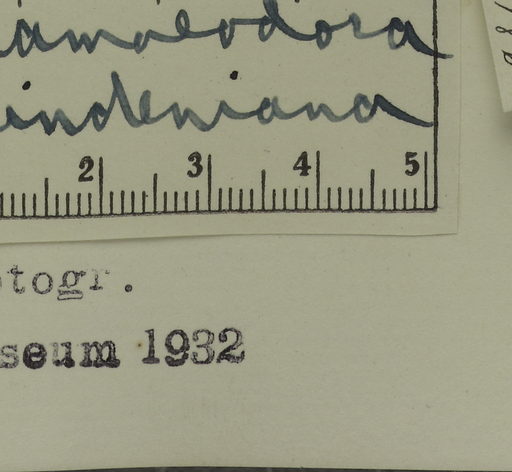 amaeodora
indeniana
2 3 4 5
togr.
seum 1932